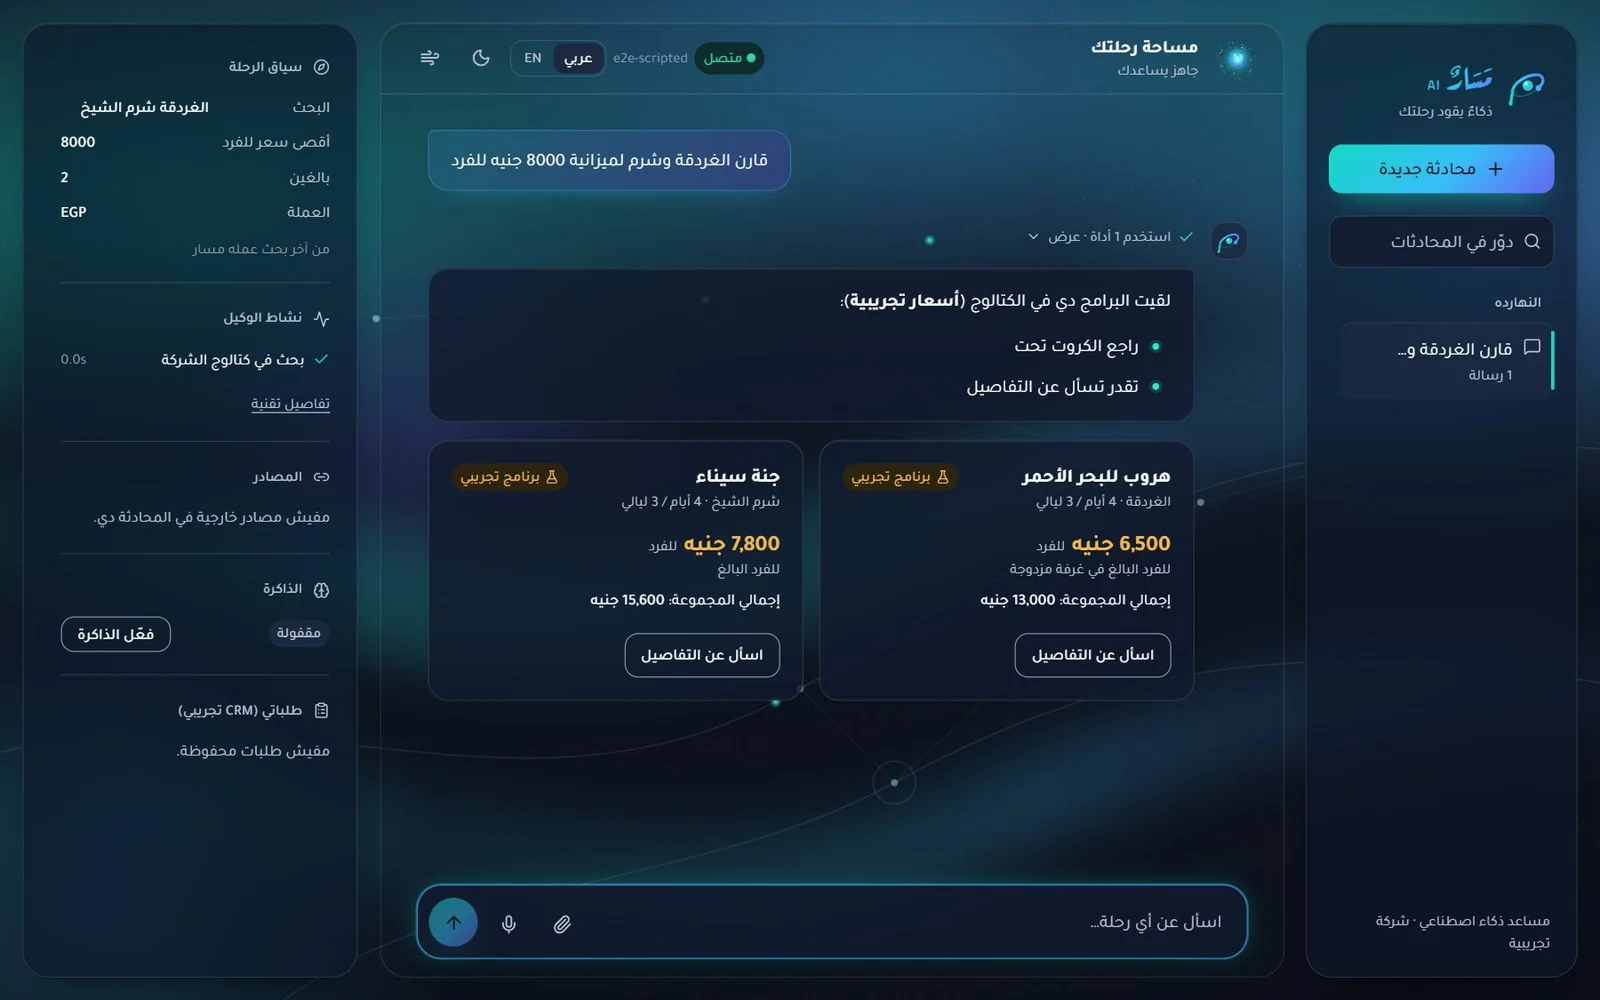 مَسَارٌ AI
ذكاءٌ يقود رحلتك
+ محادثة جديدة
دوّر في المحادثات
النهارده
قارن الغردقة و...
1 رسالة
مساعد ذكاء اصطناعي · شركة
تجريبية
مساحة رحلتك
جاهز يساعدك
متصل
e2e-scripted
عربي
EN
قارن الغردقة وشرم لميزانية 8000 جنيه للفرد
استخدم 1 أداة · عرض
لقيت البرامج دي في الكتالوج (أسعار تجريبية):
راجع الكروت تحت
تقدر تسأل عن التفاصيل
هروب للبحر الأحمر
برنامج تجريبي
الغردقة · 4 أيام / 3 ليالي
6,500 جنيه للفرد
للفرد البالغ في غرفة مزدوجة
إجمالي المجموعة: 13,000 جنيه
اسأل عن التفاصيل
جنة سيناء
برنامج تجريبي
شرم الشيخ · 4 أيام / 3 ليالي
7,800 جنيه للفرد
للفرد البالغ
إجمالي المجموعة: 15,600 جنيه
اسأل عن التفاصيل
اسأل عن أي رحلة...
سياق الرحلة
البحث الغردقة شرم الشيخ
أقصى سعر للفرد 8000
بالغين 2
العملة EGP
من آخر بحث عمله مسار
نشاط الوكيل
بحث في كتالوج الشركة 0.0s
تفاصيل تقنية
المصادر
مفيش مصادر خارجية في المحادثة دي.
الذاكرة
مقفولة
فعّل الذاكرة
طلباتي (CRM تجريبي)
مفيش طلبات محفوظة.